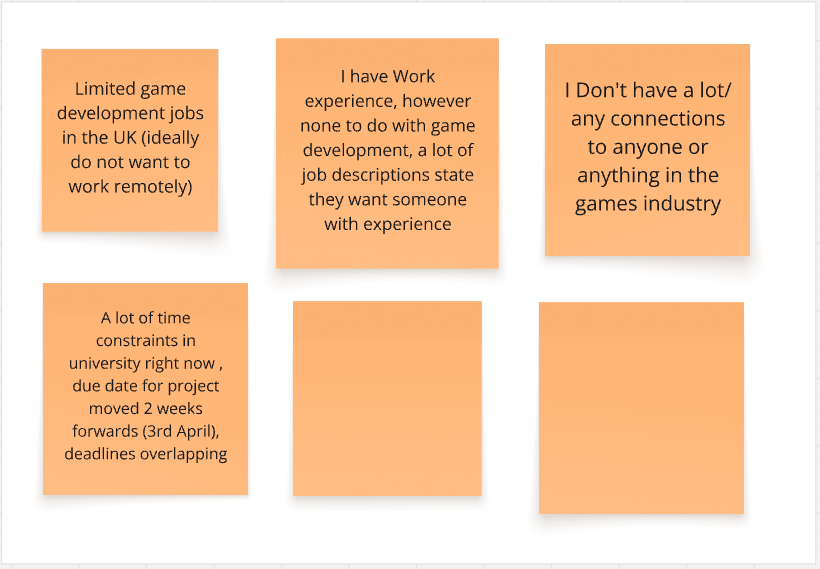 Limited game
development jobs
in the UK (ideally
do not want to
work remotely)
I have Work
experience, however
none to do with game
development, a lot of
job descriptions state
they want someone
with experience
I Don't have a lot/
any connections
to anyone or
anything in the
games industry
A lot of time
constraints in
university right now ,
due date for project
moved 2 weeks
forwards (3rd April),
deadlines overlapping